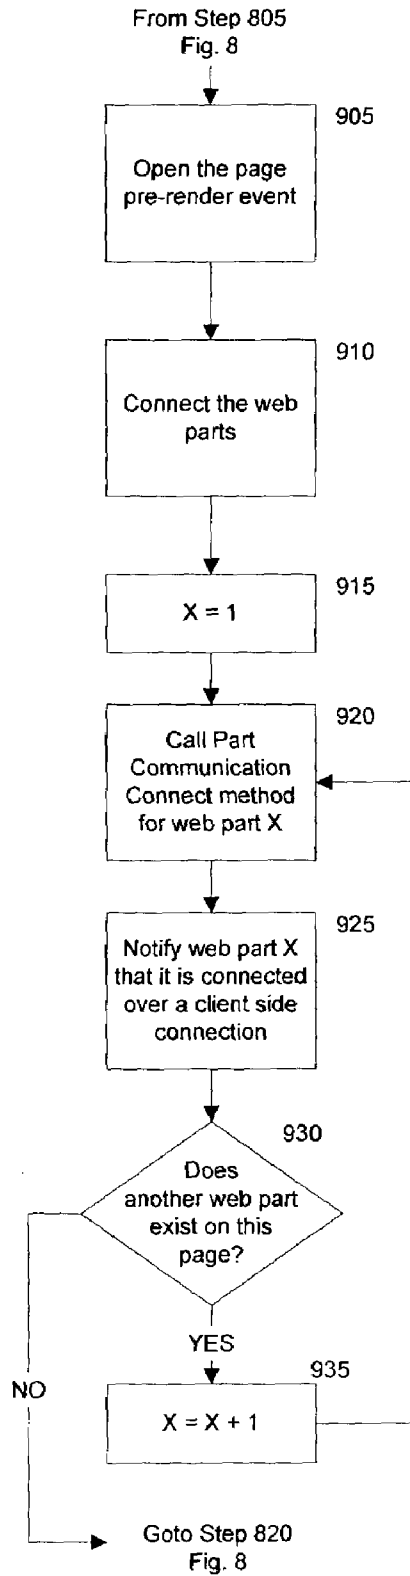 From Step 805
Fig. 8
905
Open the page
pre-render event
910
Connect the web
parts
915
X = 1
920
Call Part
Communication
Connect method
for web part X
925
Notify web part X
that it is connected
over a client side
connection
930
Does
another web part
exist on this
page?
YES
935
NO
X = X + 1
Goto Step 820
Fig. 8